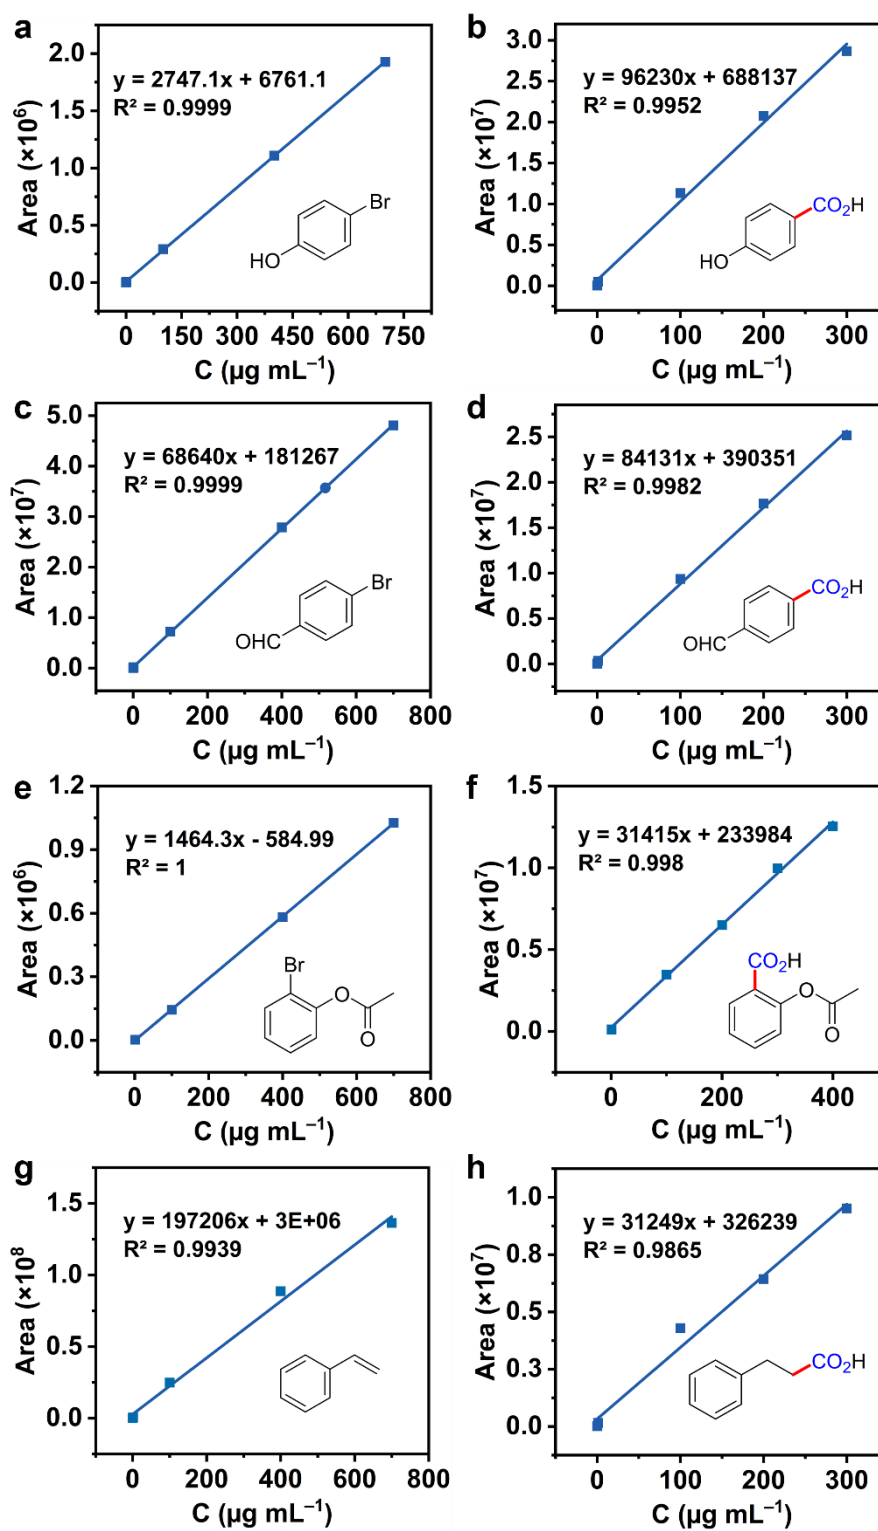 a
y = 2747.1x + 6761.1
R² = 0.9999
Area (×10⁶)
2.0
1.5
1.0
0.5
0.0
Br
HO
0 150 300 450 600 750
C (µg mL⁻¹)
b
y = 96230x + 688137
R² = 0.9952
Area (×10⁷)
3.0
2.5
2.0
1.5
1.0
0.5
0.0
CO₂H
HO
0 100 200 300
C (µg mL⁻¹)
c
y = 68640x + 181267
R² = 0.9999
Area (×10⁷)
5.0
4.0
3.0
2.0
1.0
0.0
Br
OHC
0 200 400 600 800
C (µg mL⁻¹)
d
y = 84131x + 390351
R² = 0.9982
Area (×10⁷)
2.5
2.0
1.5
1.0
0.5
0.0
CO₂H
OHC
0 100 200 300
C (µg mL⁻¹)
e
y = 1464.3x - 584.99
R² = 1
Area (×10⁶)
1.2
0.9
0.6
0.3
0.0
Br
O
O
0 200 400 600 800
C (µg mL⁻¹)
f
y = 31415x + 233984
R² = 0.998
Area (×10⁷)
1.5
1.0
0.5
0.0
CO₂H
O
O
0 200 400
C (µg mL⁻¹)
g
y = 197206x + 3E+06
R² = 0.9939
Area (×10⁸)
1.5
1.0
0.5
0.0
0 200 400 600 800
C (µg mL⁻¹)
h
y = 31249x + 326239
R² = 0.9865
Area (×10⁷)
1.0
0.8
0.5
0.3
0.0
CO₂H
0 100 200 300
C (µg mL⁻¹)